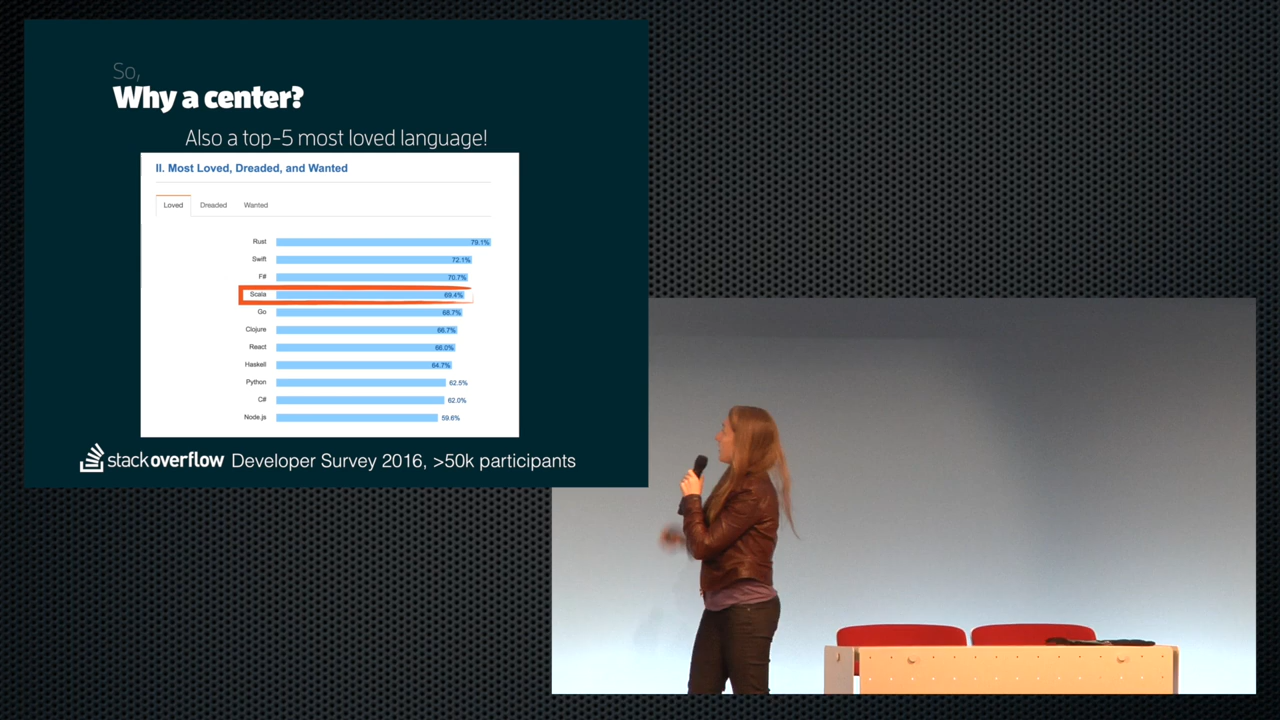 So,
Why a center?
Also a top-5 most loved language!
II. Most Loved, Dreaded, and Wanted
Loved Dreaded Wanted
Rust 79.1%
Swift 72.1%
F# 70.7%
Scala 69.4%
Go 68.7%
Clojure 66.7%
React 66.0%
Haskell 64.7%
Python 62.5%
C# 62.0%
Node.js 59.6%
stackoverflow Developer Survey 2016, >50k participants